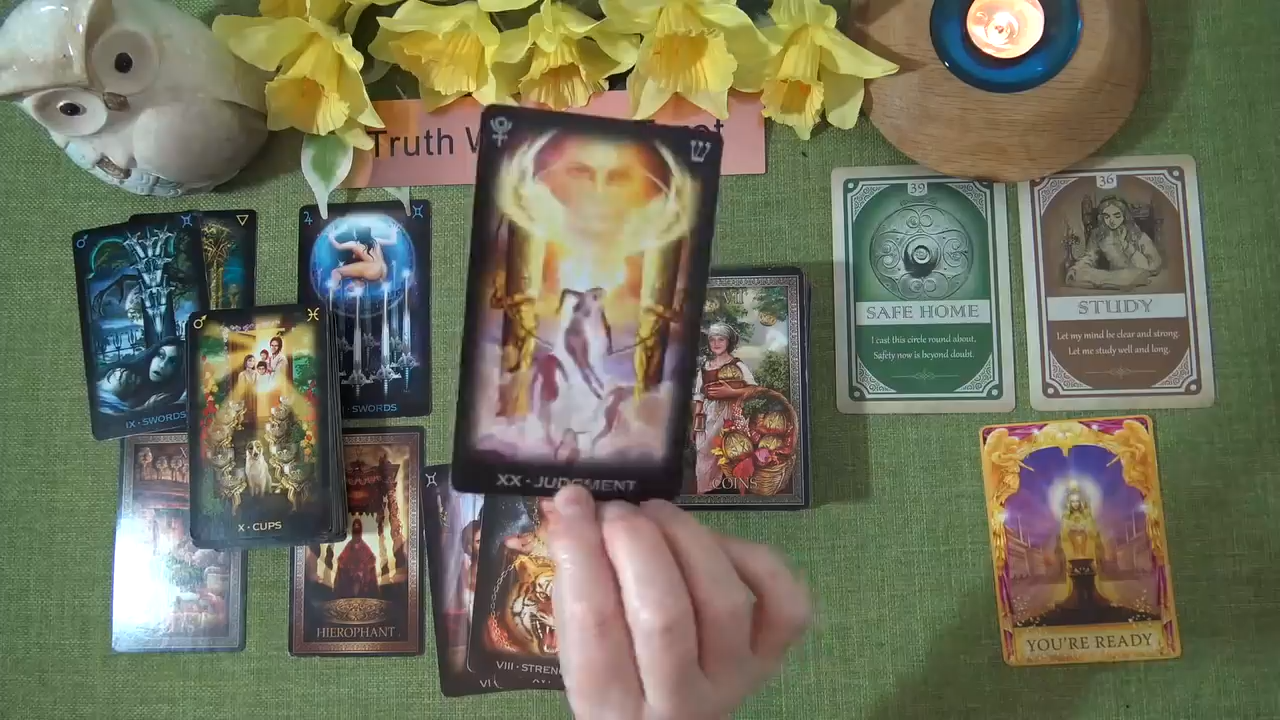 Truth
XX · JUDGMENT
ש
39
SAFE HOME
I cast this circle round about,
Safety now is beyond doubt.
36
STUDY
Let my mind be clear and strong.
Let me study well and long.
IX · SWORDS
SWORDS
X · CUPS
VII
COINS
HIEROPHANT
VIII · STREN
VI
YOU'RE READY